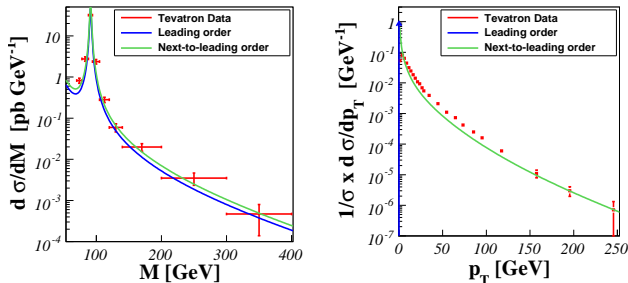 Tevatron Data
Leading order
Next-to-leading order
d σ/dM [pb GeV⁻¹]
10
1
10⁻¹
10⁻²
10⁻³
10⁻⁴
100 200 300 400
M [GeV]
Tevatron Data
Leading order
Next-to-leading order
1/σ x d σ/dp_T [GeV⁻¹]
1
10⁻¹
10⁻²
10⁻³
10⁻⁴
10⁻⁵
10⁻⁶
10⁻⁷
0 50 100 150 200 250
p_T [GeV]